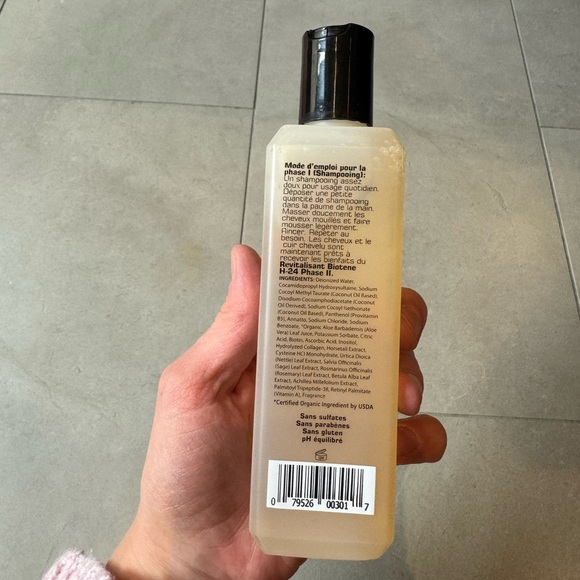 Mode d'emploi pour la
phase I (Shampooing):
Un shampooing assez
doux pour usage quotidien.
Déposer une petite
quantité de shampooing
dans la paume de la main.
Masser doucement les
cheveux mouillés et faire
mousser légèrement.
Rincer. Répéter au
besoin. Les cheveux et le
cuir chevelu sont
maintenant prêts à
recevoir les bienfaits du
Revitalisant Biotene
H-24 Phase II.
INGREDIENTS: Deionized Water,
Cocamidopropyl Hydroxysultaine, Sodium
Cocoyl Methyl Taurate (Coconut Oil Based),
Disodium Cocoamphodiacetate (Coconut
Oil Derived), Sodium Cocoyl Isethionate
(Coconut Oil Based), Panthenol (Provitamin
B5), Annatto, Sodium Chloride, Sodium
Benzoate, *Organic Aloe Barbadensis (Aloe
Vera) Leaf Juice, Potassium Sorbate, Citric
Acid, Biotin, Ascorbic Acid, Inositol,
Hydrolyzed Collagen, Horsetail Extract,
Cysteine HCl Monohydrate, Urtica Dioica
(Nettle) Leaf Extract, Salvia Officinalis
(Sage) Leaf Extract, Rosmarinus Officinalis
(Rosemary) Leaf Extract, Betula Alba Leaf
Extract, Achillea Millefolium Extract,
Palmitoyl Tripeptide-38, Retinyl Palmitate
(Vitamin A), Fragrance
*Certified Organic Ingredient by USDA
Sans sulfates
Sans parabènes
Sans gluten
pH équilibré
0 79526 00301 7